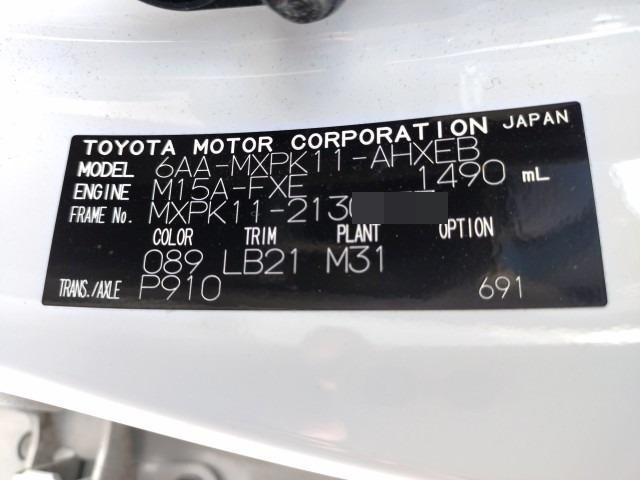 TOYOTA MOTOR CORPORATION JAPAN
MODEL 6AA-MXPK11-AHXEB
ENGINE M15A-FXE 1490 mL
FRAME No. MXPK11-2130
COLOR TRIM PLANT OPTION
089 LB21 M31
TRANS./AXLE P910 691